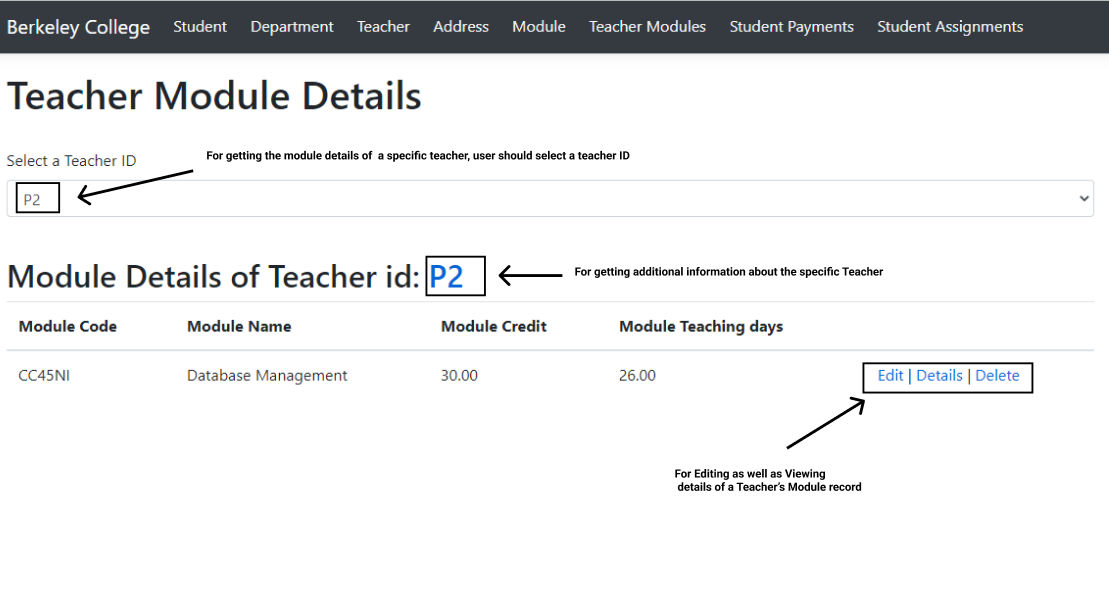 Berkeley College Student Department Teacher Address Module Teacher Modules Student Payments Student Assignments
Teacher Module Details
For getting the module details of a specific teacher, user should select a teacher ID
Select a Teacher ID
P2
Module Details of Teacher id: P2
For getting additional information about the specific Teacher
Module Code Module Name Module Credit Module Teaching days
CC45NI Database Management 30.00 26.00 Edit | Details | Delete
For Editing as well as Viewing
details of a Teacher's Module record